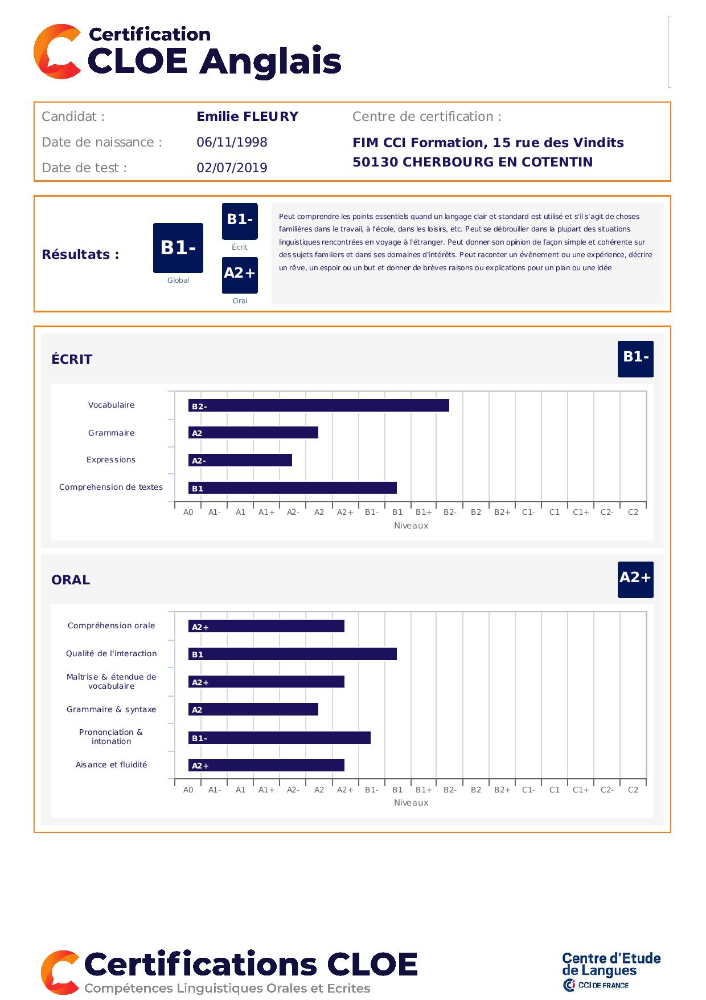 Certification
CLOE Anglais
Candidat :
Emilie FLEURY
Date de naissance :
06/11/1998
Date de test :
02/07/2019
Centre de certification :
FIM CCI Formation, 15 rue des Vindits
50130 CHERBOURG EN COTENTIN
Résultats :
B1-
Global
B1-
Écrit
A2+
Oral
Peut comprendre les points essentiels quand un langage clair et standard est utilisé et s'il s'agit de choses
familières dans le travail, à l'école, dans les loisirs, etc. Peut se débrouiller dans la plupart des situations
linguistiques rencontrées en voyage à l'étranger. Peut donner son opinion de façon simple et cohérente sur
des sujets familiers et dans ses domaines d'intérêts. Peut raconter un évènement ou une expérience, décrire
un rêve, un espoir ou un but et donner de brèves raisons ou explications pour un plan ou une idée
ÉCRIT
B1-
Vocabulaire
B2-
Grammaire
A2
Expressions
A2-
Comprehension de textes
B1
A0 A1- A1 A1+ A2- A2 A2+ B1- B1 B1+ B2- B2 B2+ C1- C1 C1+ C2- C2
Niveaux
ORAL
A2+
Compréhension orale
A2+
Qualité de l'interaction
B1
Maîtrise & étendue de
vocabulaire
A2+
Grammaire & syntaxe
A2
Prononciation &
intonation
B1-
Aisance et fluidité
A2+
A0 A1- A1 A1+ A2- A2 A2+ B1- B1 B1+ B2- B2 B2+ C1- C1 C1+ C2- C2
Niveaux
Certifications CLOE
Compétences Linguistiques Orales et Ecrites
Centre d'Etude
de Langues
CCI DE FRANCE